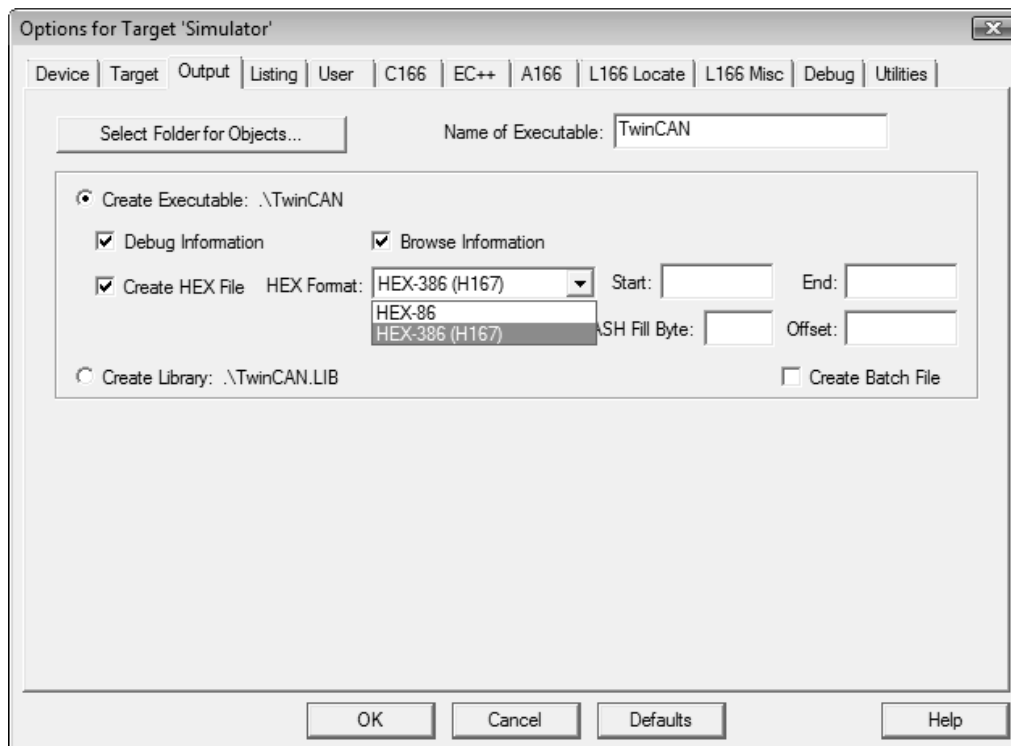 Options for Target 'Simulator'
Device Target Output Listing User C166 EC++ A166 L166 Locate L166 Misc Debug Utilities
Select Folder for Objects... Name of Executable: TwinCAN
Create Executable: .\TwinCAN
Debug Information Browse Information
Create HEX File HEX Format: HEX-386 (H167) Start: End:
HEX-86
HEX-386 (H167) Fill Byte: Offset:
Create Library: .\TwinCAN.LIB Create Batch File
OK Cancel Defaults Help